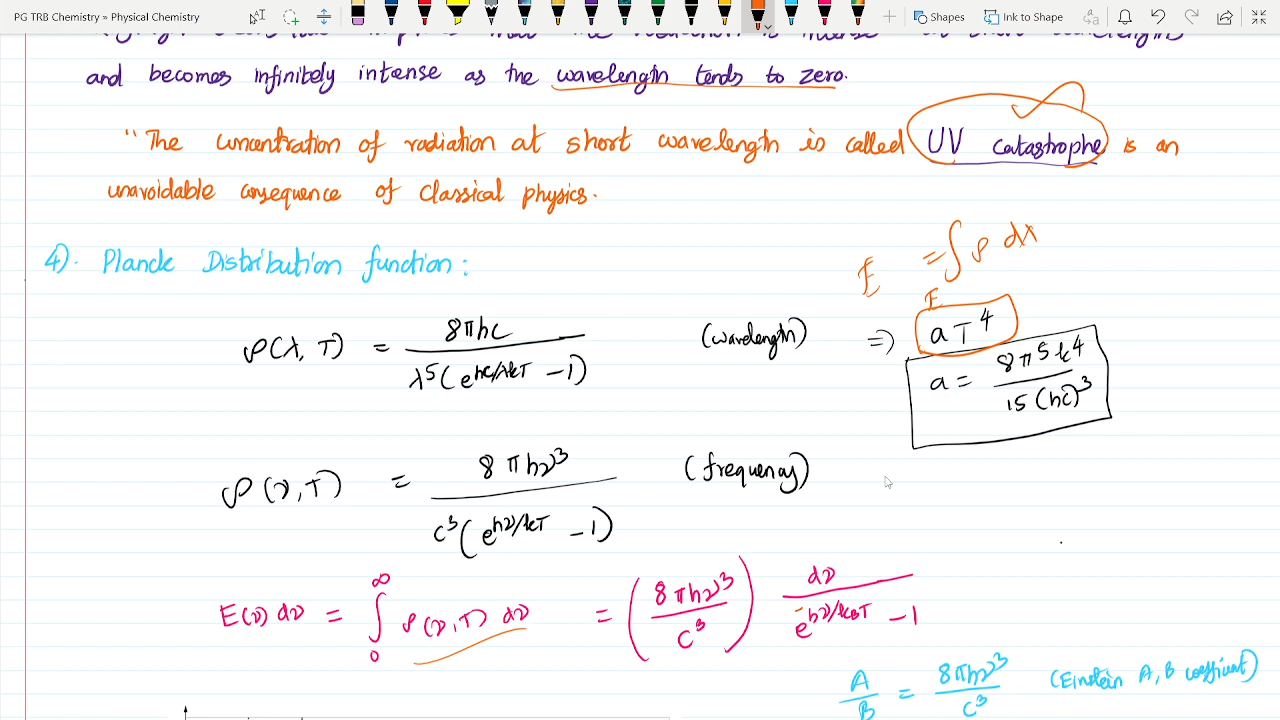 PG TRB Chemistry » Physical Chemistry
Shapes
Ink to Shape
and becomes infinitely intense as the wavelength tends to zero.
"The concentration of radiation at short wavelength is called UV catastrophe is an
unavoidable consequence of classical physics.
E = ∫ ρ dλ
4). Planck Distribution function:
E
ρ(λ, T) = 8πhc / λ⁵(e^hc/λkT - 1) (wavelength) => aT⁴
a = 8π⁵k⁴ / 15(hc)³
ρ(ν, T) = 8πhν³ / c³(e^hν/kT - 1) (frequency)
E(ν) dν = ∫₀^∞ ρ(ν, T) dν = (8πhν³ / c³) dν / e^hν/kBT - 1
A/B = 8πhν³ / c³ (Einstein A, B coefficient)